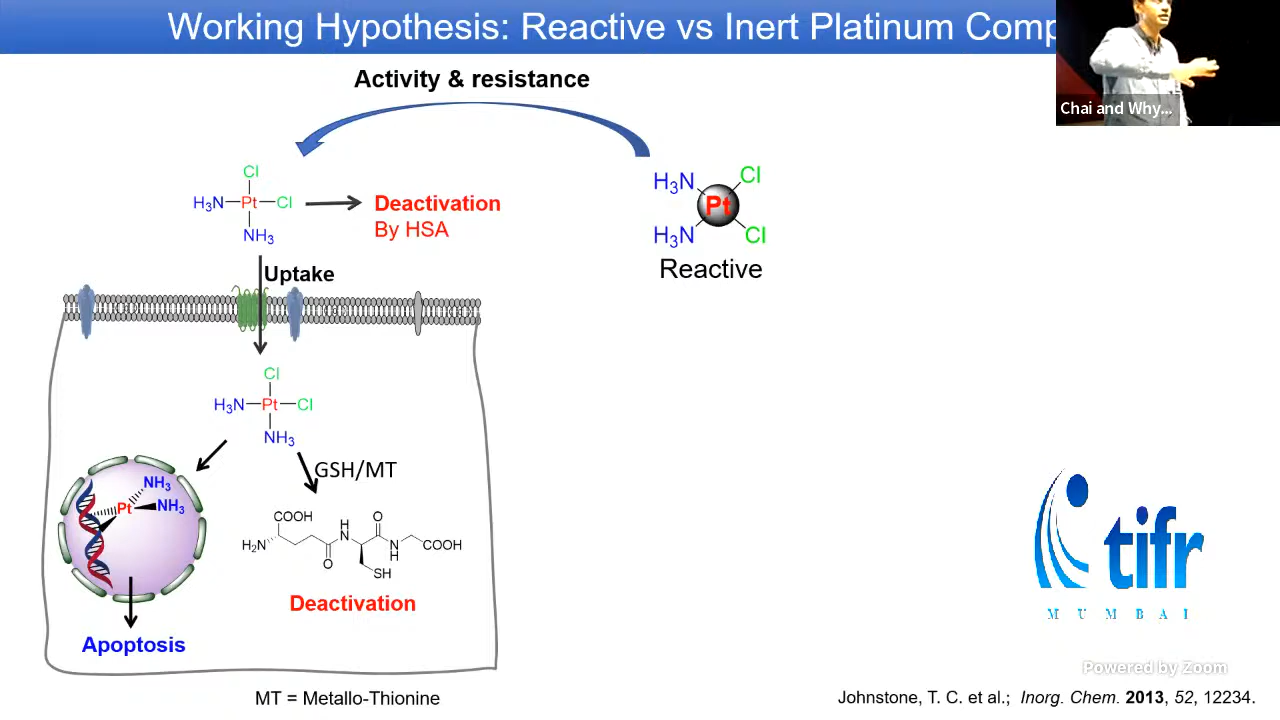 Working Hypothesis: Reactive vs Inert Platinum Comp
Chai and Why...
Activity & resistance
Cl
H₃N Pt Cl
NH₃
Deactivation
By HSA
H₃N Cl
Pt
H₃N Cl
Reactive
Uptake
Cl
H₃N Pt Cl
NH₃
GSH/MT
NH₃
Pt NH₃
COOH
H₂N
O
H
N
O
N
H
COOH
SH
Deactivation
Apoptosis
tifr
MUMBAI
Powered by Zoom
MT = Metallo-Thionine
Johnstone, T. C. et al.; Inorg. Chem. 2013, 52, 12234.